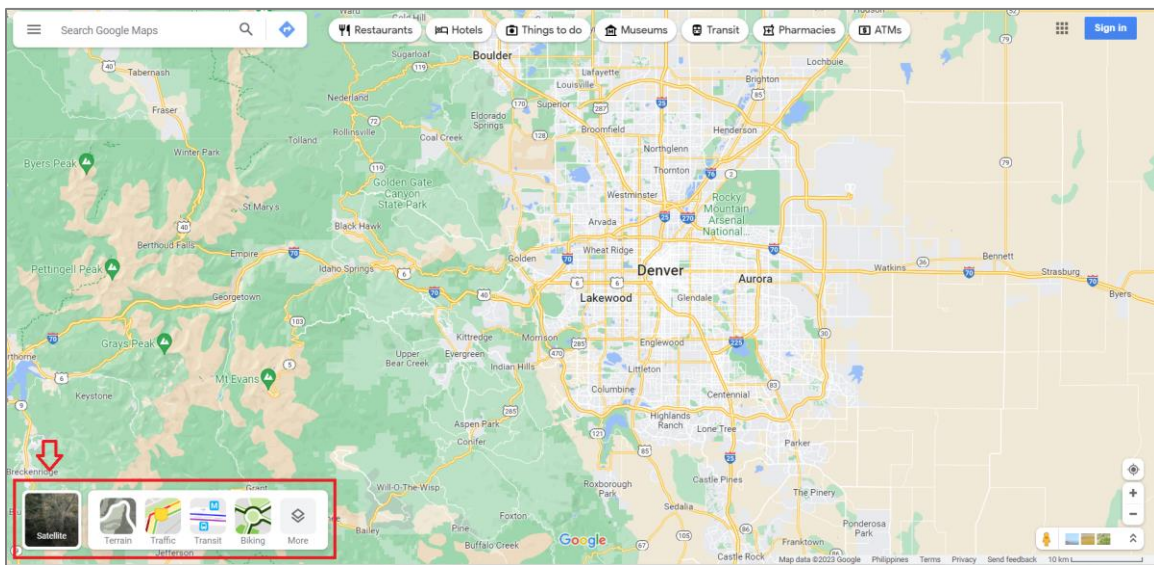 Search Google Maps
Restaurants
Hotels
Things to do
Museums
Transit
Pharmacies
ATMs
Sign in
Ward
Gold Hill
Boulder
Hudson
Lochbuie
Tabernash
Sugarloaf
Lafayette
Louisville
Brighton
Fraser
Nederland
Eldorado
Springs
Superior
Rollinsville
Coal Creek
Broomfield
Henderson
Tolland
Winter Park
Northglenn
Byers Peak
Thornton
Golden Gate
Canyon
State Park
Westminster
Rocky
Mountain
Arsenal
National...
St Mary's
Arvada
Black Hawk
Berthoud Falls
Empire
Wheat Ridge
Golden
Bennett
Pettingell Peak
Idaho Springs
Denver
Aurora
Watkins
Strasburg
Byers
Georgetown
Lakewood
Glendale
Kittredge
Morrison
Englewood
Grays Peak
Upper
Bear Creek
Evergreen
Indian Hills
Littleton
Mt Evans
Keystone
Columbine
Centennial
Highlands
Ranch
Lone Tree
Aspen Park
Conifer
Parker
Breckenridge
Grant
Will-O-The-Wisp
Roxborough
Park
Castle Pines
The Pinery
Sedalia
Foxton
Pine
Bailey
Buffalo Creek
Ponderosa
Park
Franktown
Castle Rock
Jefferson
Satellite
Terrain
Traffic
Transit
Biking
More
Google
Map data ©2023 Google
Philippines
Terms
Privacy
Send feedback
10 km